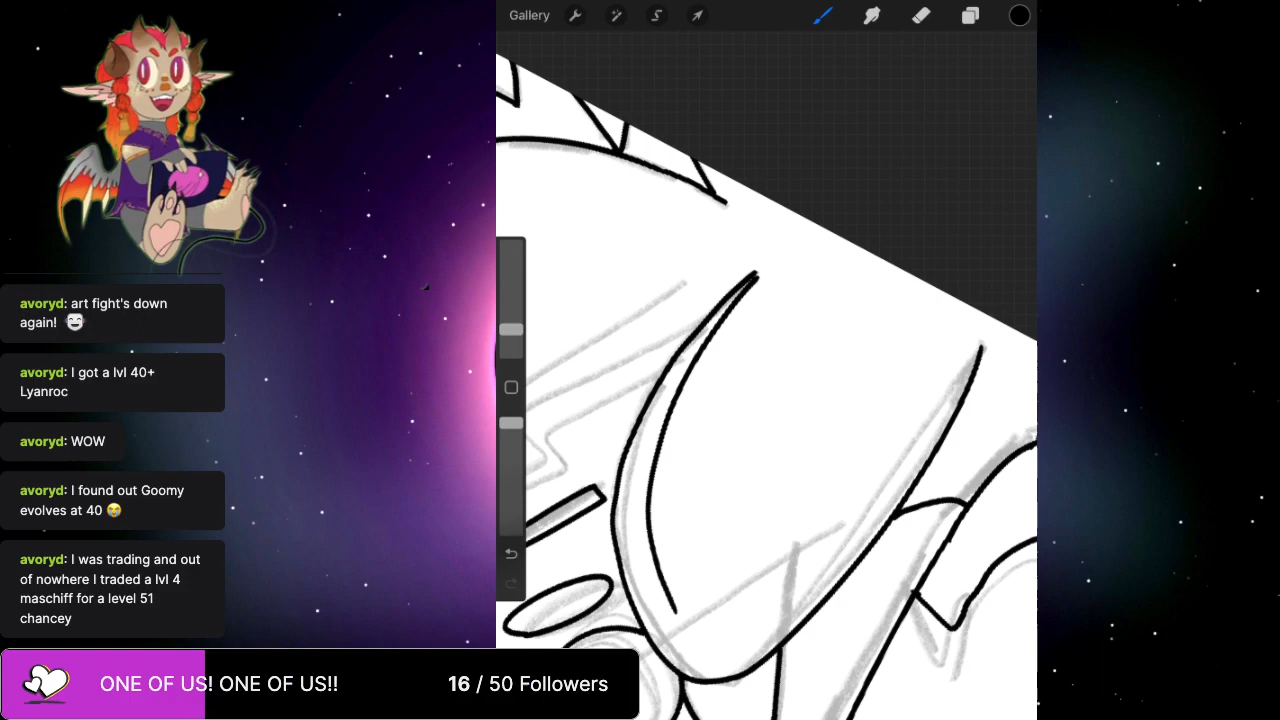 Gallery
avoryd: art fight's down
again!
avoryd: I got a lvl 40+
Lyanroc
avoryd: WOW
avoryd: I found out Goomy
evolves at 40 😭
avoryd: I was trading and out
of nowhere I traded a lvl 4
maschiff for a level 51
chancey
ONE OF US! ONE OF US!!
16 / 50 Followers